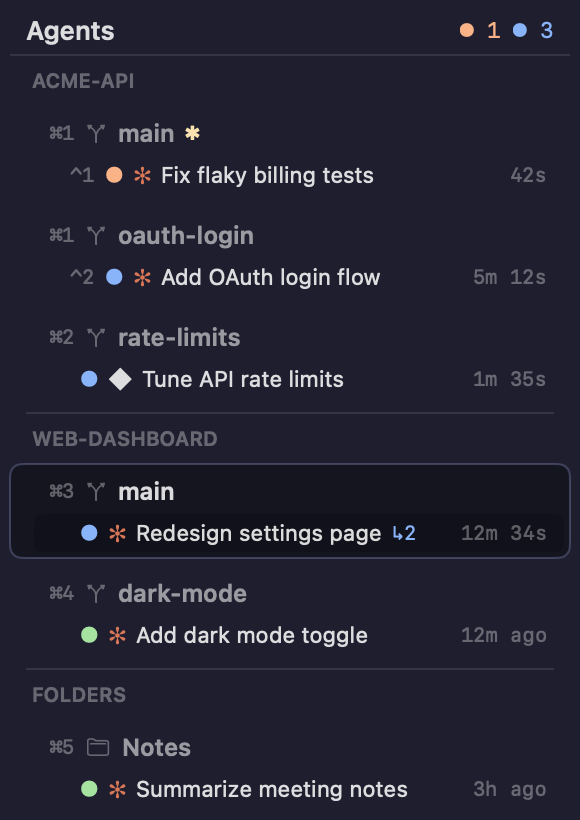 Agents 1 3
ACME-API
⌘1 main *
^1 Fix flaky billing tests 42s
⌘1 oauth-login
^2 Add OAuth login flow 5m 12s
⌘2 rate-limits
Tune API rate limits 1m 35s
WEB-DASHBOARD
⌘3 main
Redesign settings page ↳2 12m 34s
⌘4 dark-mode
Add dark mode toggle 12m ago
FOLDERS
⌘5 Notes
Summarize meeting notes 3h ago